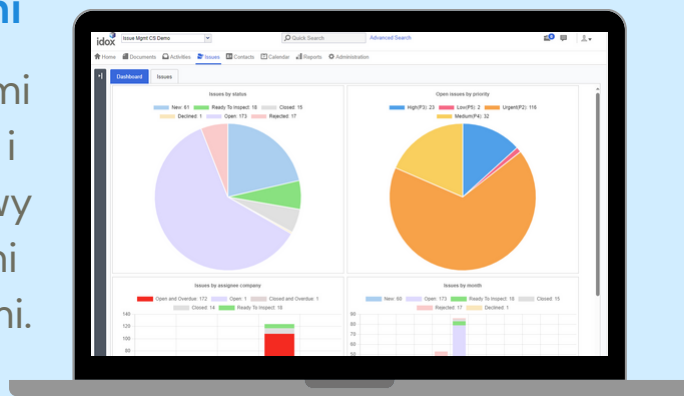 ni
mi
i
wy
ni
ni.
idox
Issue Mgmt CS Demo
Quick Search
Advanced Search
Home Documents Activities Issues Contacts Calendar Reports Administration
Dashboard Issues
Issues by status
New: 61 Ready To Inspect: 18 Closed: 15
Declined: 1 Open: 173 Rejected: 17
Open issues by priority
High(P3): 23 Low(P5): 2 Urgent(P2): 116
Medium(P4): 32
Issues by assignee company
Open and Overdue: 172 Open: 1 Closed and Overdue: 1
Closed: 14 Ready To Inspect: 18
140
120
100
80
Issues by month
New: 60 Open: 173 Ready To Inspect: 18 Closed: 15
Rejected: 17 Declined: 1
90
80
70
60
50